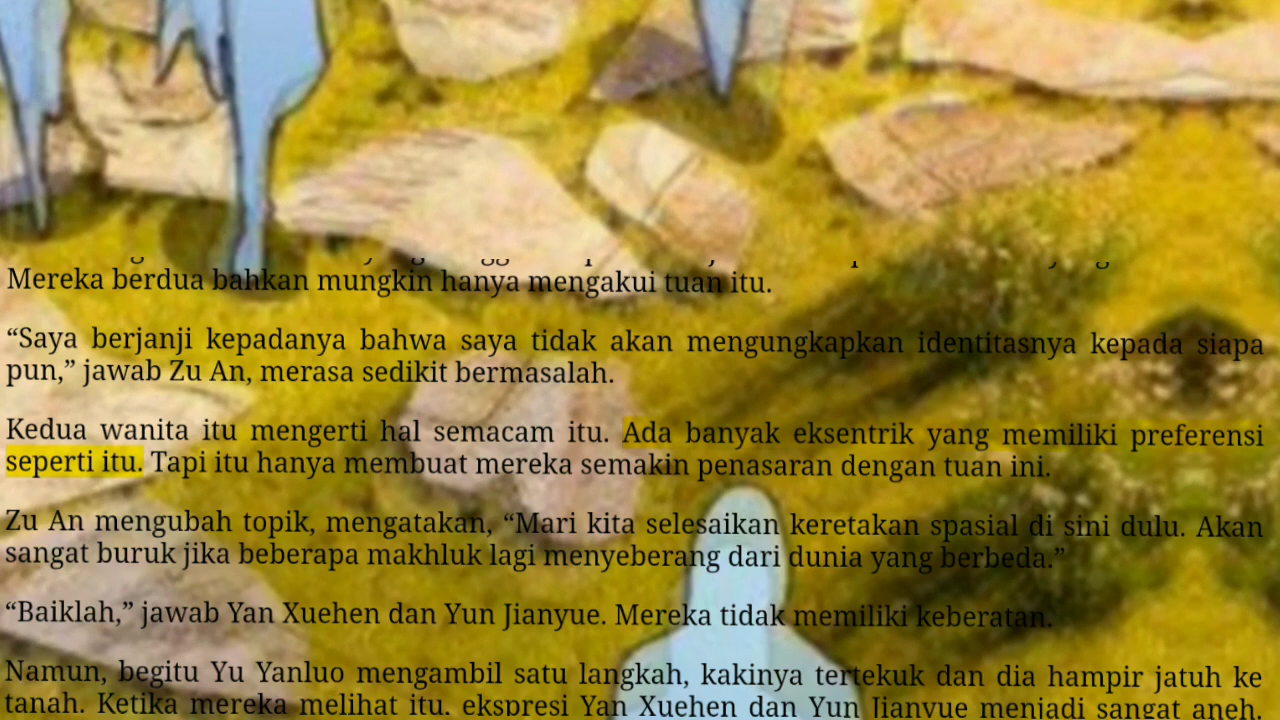 Mereka berdua bahkan mungkin hanya mengakui tuan itu.
“Saya berjanji kepadanya bahwa saya tidak akan mengungkapkan identitasnya kepada siapa
pun,” jawab Zu An, merasa sedikit bermasalah.
Kedua wanita itu mengerti hal semacam itu. Ada banyak eksentrik yang memiliki preferensi
seperti itu. Tapi itu hanya membuat mereka semakin penasaran dengan tuan ini.
Zu An mengubah topik, mengatakan, “Mari kita selesaikan keretakan spasial di sini dulu. Akan
sangat buruk jika beberapa makhluk lagi menyeberang dari dunia yang berbeda.”
“Baiklah,” jawab Yan Xuehen dan Yun Jianyue. Mereka tidak memiliki keberatan.
Namun, begitu Yu Yanluo mengambil satu langkah, kakinya tertekuk dan dia hampir jatuh ke
tanah. Ketika mereka melihat itu, ekspresi Yan Xuehen dan Yun Jianyue menjadi sangat aneh.